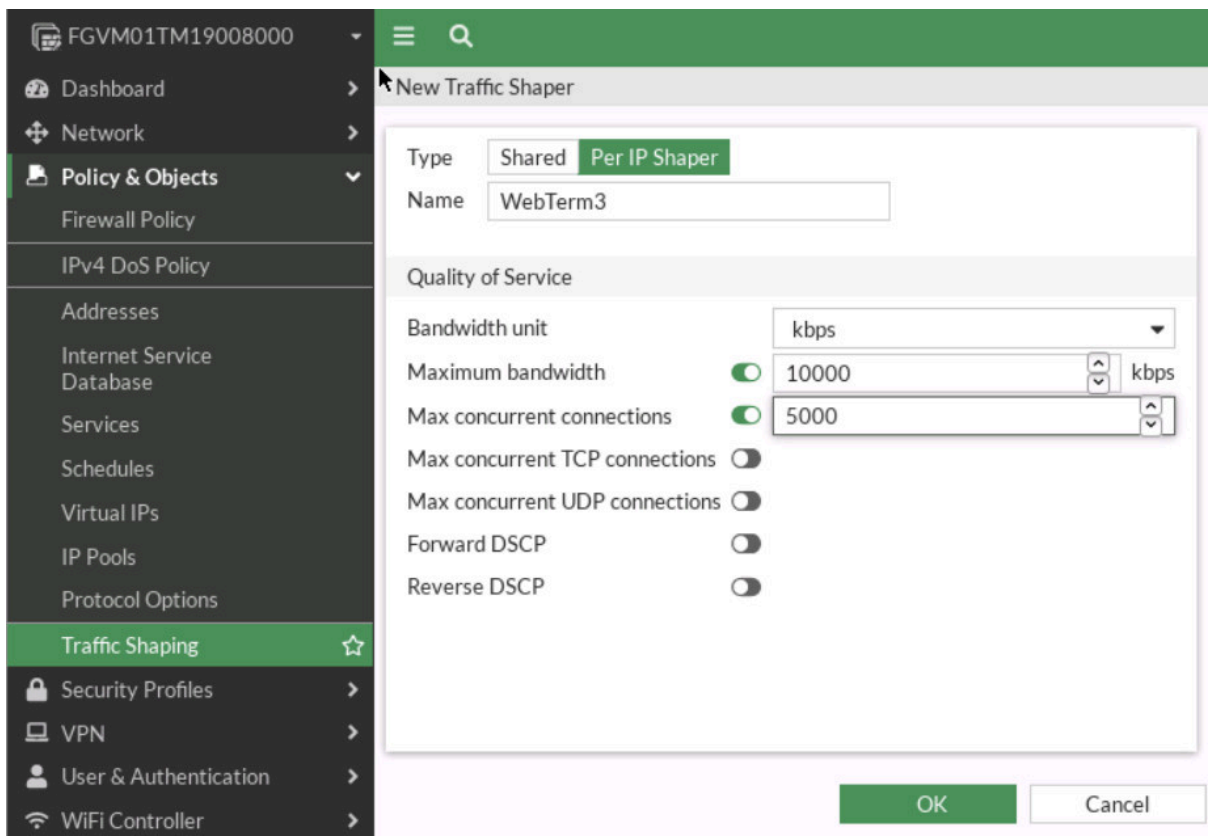 FGVM01TM19008000
Dashboard
Network
Policy & Objects
Firewall Policy
IPv4 DoS Policy
Addresses
Internet Service
Database
Services
Schedules
Virtual IPs
IP Pools
Protocol Options
Traffic Shaping
Security Profiles
VPN
User & Authentication
WiFi Controller
New Traffic Shaper
Type Shared Per IP Shaper
Name WebTerm3
Quality of Service
Bandwidth unit kbps
Maximum bandwidth 10000 kbps
Max concurrent connections 5000
Max concurrent TCP connections
Max concurrent UDP connections
Forward DSCP
Reverse DSCP
OK Cancel